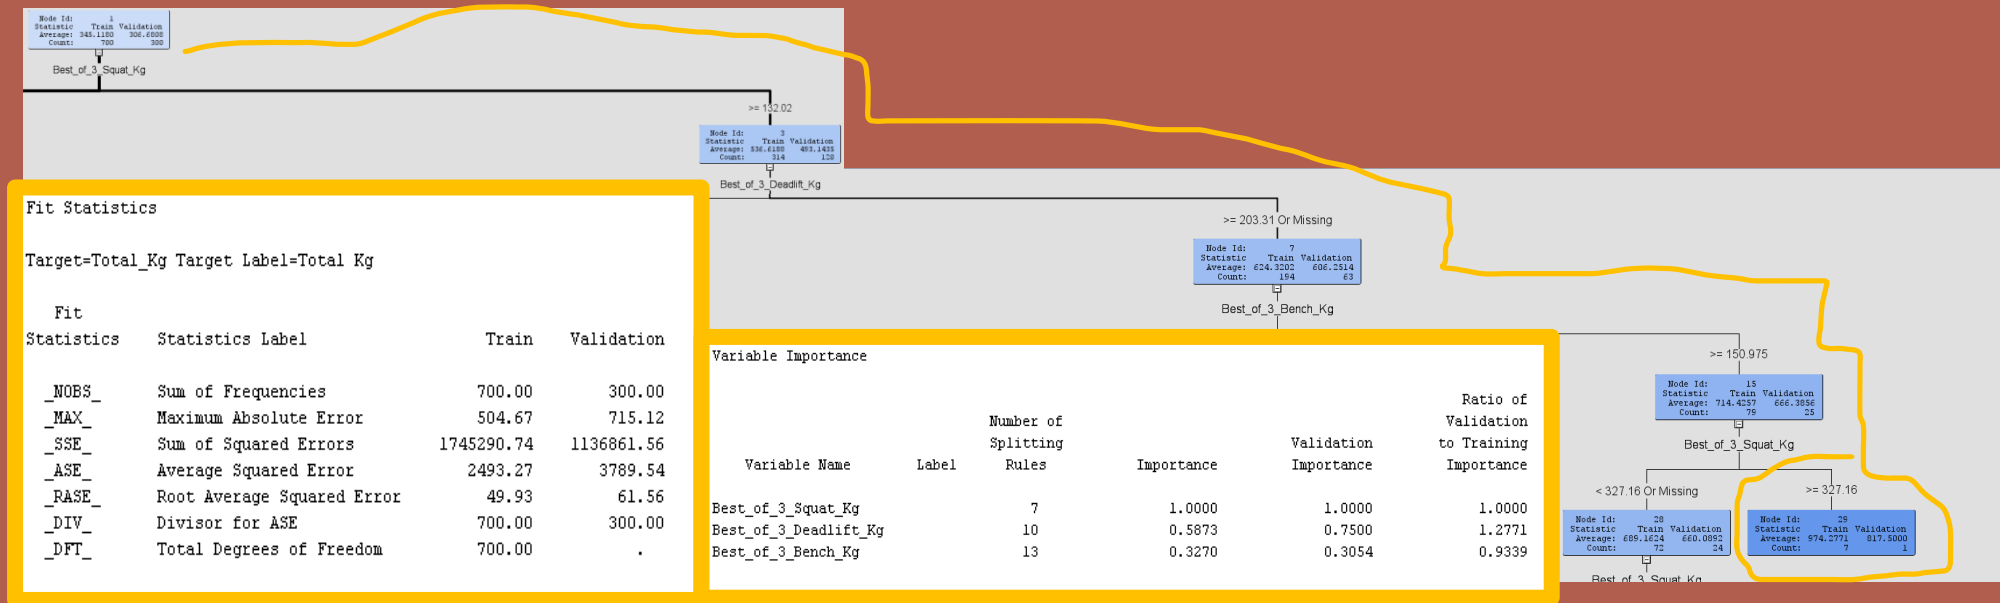 Node Id: 1
Statistic Train Validation
Average: 345.1180 306.6808
Count: 700 300
Best_of_3_Squat_Kg
>= 132.02
Node Id: 3
Statistic Train Validation
Average: 536.6188 493.1435
Count: 314 120
Best_of_3_Deadlift_Kg
>= 203.31 Or Missing
Node Id: 7
Statistic Train Validation
Average: 624.3202 606.2514
Count: 194 63
Best_of_3_Bench_Kg
>= 150.975
Node Id: 15
Statistic Train Validation
Average: 714.4257 666.3856
Count: 79 25
Best_of_3_Squat_Kg
< 327.16 Or Missing
>= 327.16
Node Id: 28
Statistic Train Validation
Average: 689.1624 660.0892
Count: 72 24
Best_of_3_Squat_Kg
Node Id: 29
Statistic Train Validation
Average: 974.2771 817.5000
Count: 7 1
Fit Statistics
Target=Total_Kg Target Label=Total Kg
Fit
Statistics Statistics Label Train Validation
_NOBS_ Sum of Frequencies 700.00 300.00
_MAX_ Maximum Absolute Error 504.67 715.12
_SSE_ Sum of Squared Errors 1745290.74 1136861.56
_ASE_ Average Squared Error 2493.27 3789.54
_RASE_ Root Average Squared Error 49.93 61.56
_DIV_ Divisor for ASE 700.00 300.00
_DFT_ Total Degrees of Freedom 700.00 .
Variable Importance
Ratio of
Number of Validation
Splitting Validation to Training
Variable Name Label Rules Importance Importance Importance
Best_of_3_Squat_Kg 7 1.0000 1.0000 1.0000
Best_of_3_Deadlift_Kg 10 0.5873 0.7500 1.2771
Best_of_3_Bench_Kg 13 0.3270 0.3054 0.9339